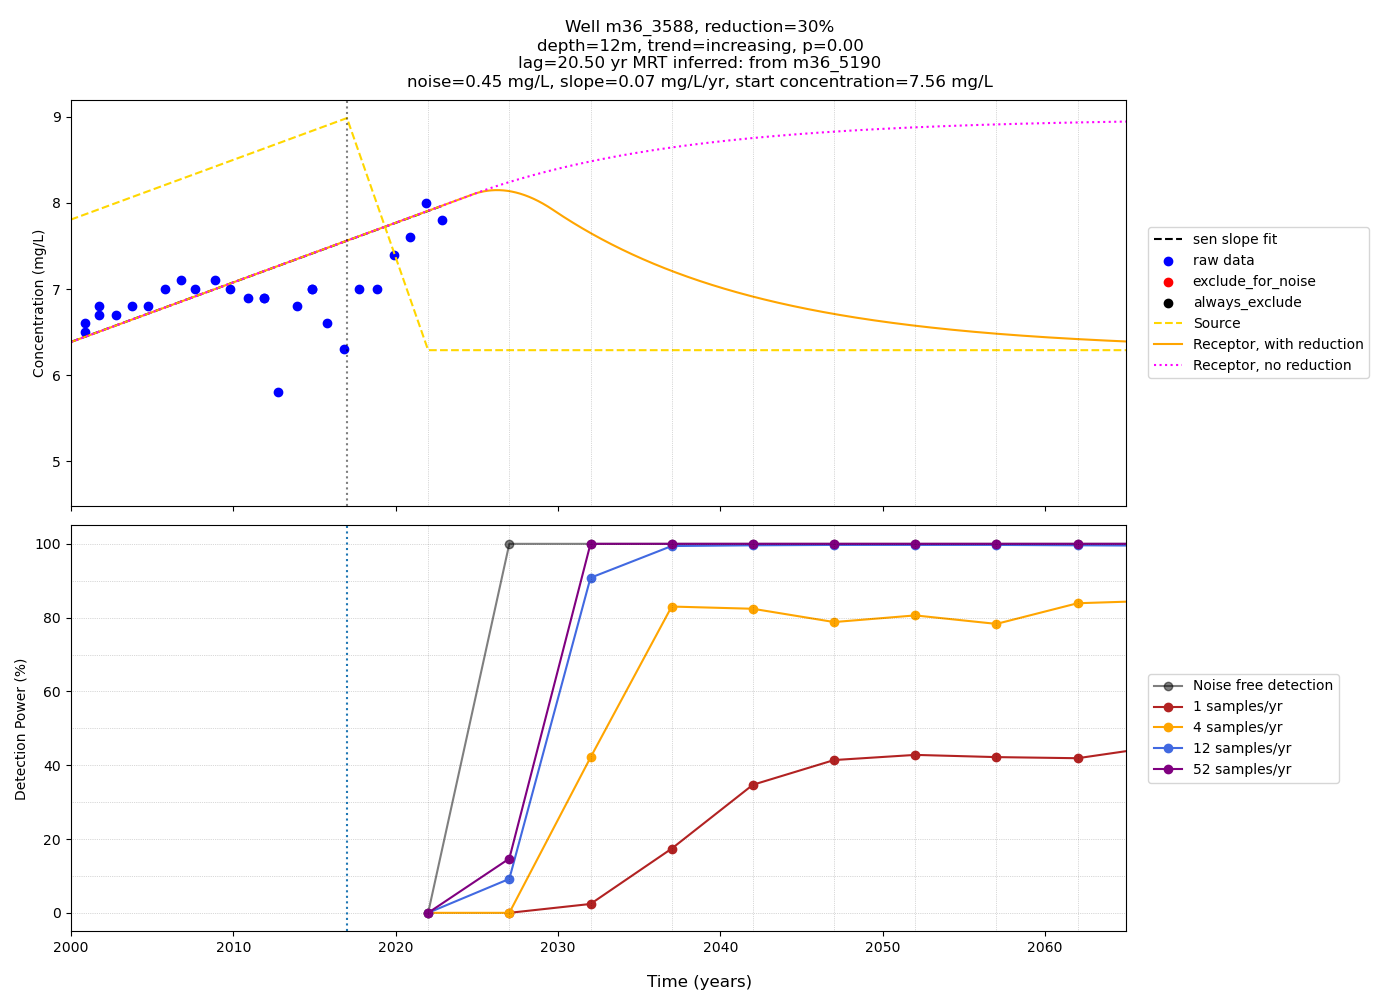 Well m36_3588, reduction=30%
depth=12m, trend=increasing, p=0.00
lag=20.50 yr MRT inferred: from m36_5190
noise=0.45 mg/L, slope=0.07 mg/L/yr, start concentration=7.56 mg/L
Concentration (mg/L)
9
8
7
6
5
sen slope fit
raw data
exclude_for_noise
always_exclude
Source
Receptor, with reduction
Receptor, no reduction
Detection Power (%)
100
80
60
40
20
0
Noise free detection
1 samples/yr
4 samples/yr
12 samples/yr
52 samples/yr
2000 2010 2020 2030 2040 2050 2060
Time (years)